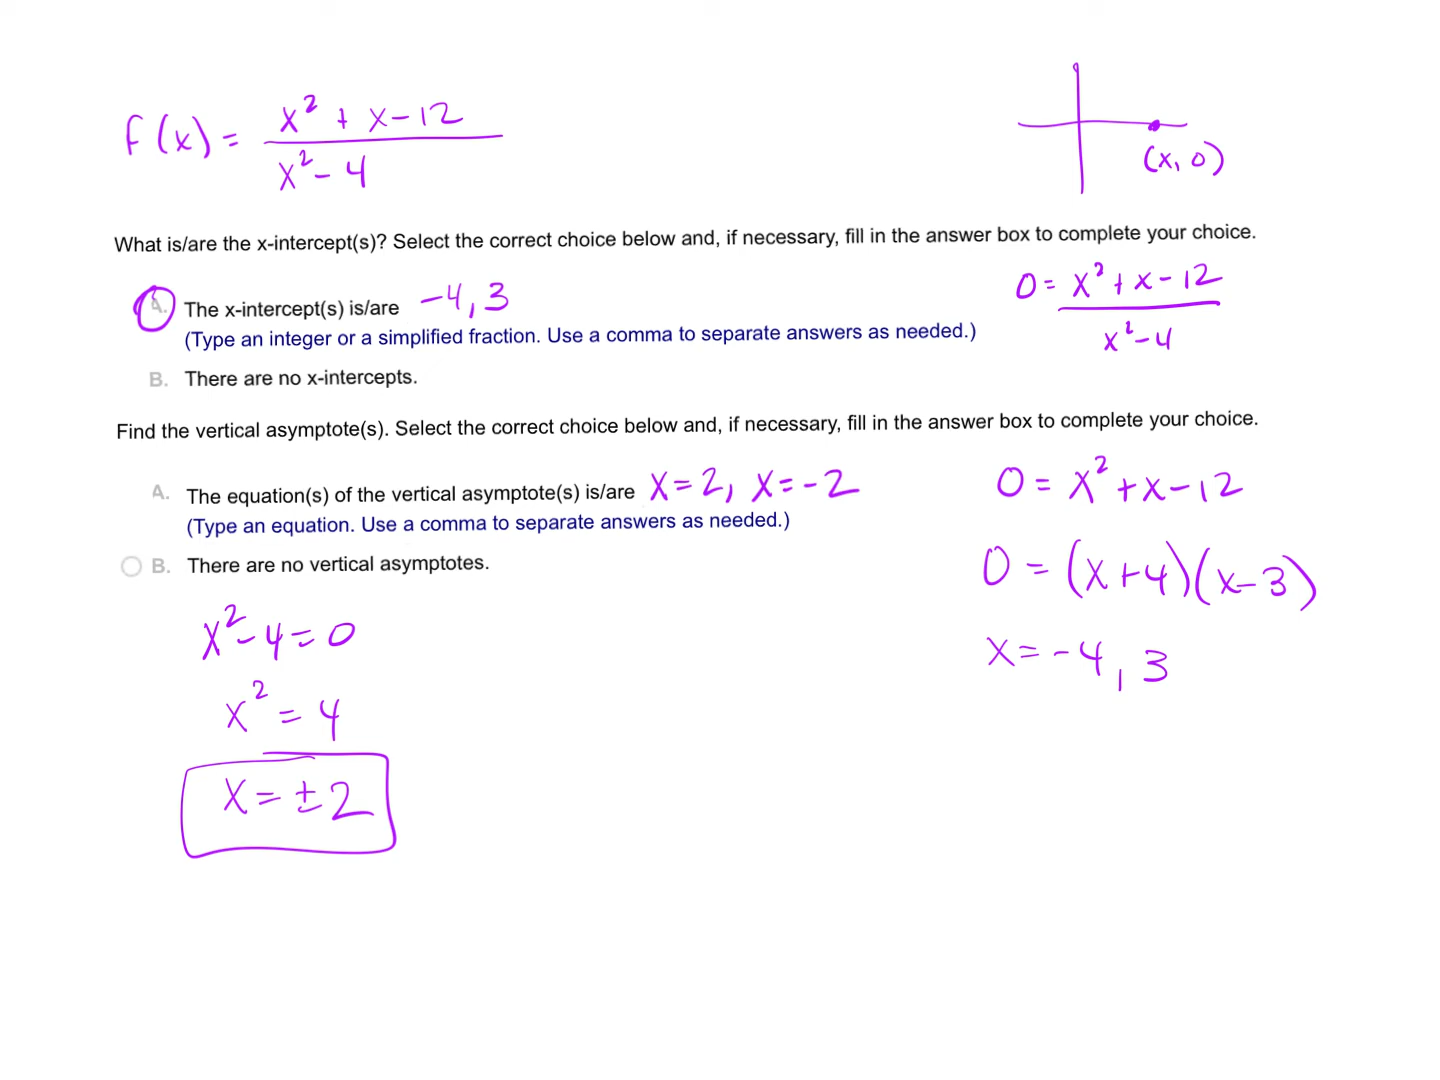 f(x) = x² + x - 12 / x² - 4
(x, 0)
What is/are the x-intercept(s)? Select the correct choice below and, if necessary, fill in the answer box to complete your choice.
A. The x-intercept(s) is/are -4, 3
(Type an integer or a simplified fraction. Use a comma to separate answers as needed.)
0 = x² + x - 12 / x² - 4
B. There are no x-intercepts.
Find the vertical asymptote(s). Select the correct choice below and, if necessary, fill in the answer box to complete your choice.
A. The equation(s) of the vertical asymptote(s) is/are x = 2, x = -2
(Type an equation. Use a comma to separate answers as needed.)
B. There are no vertical asymptotes.
x² - 4 = 0
x² = 4
x = ±2
0 = x² + x - 12
0 = (x + 4)(x - 3)
x = -4, 3